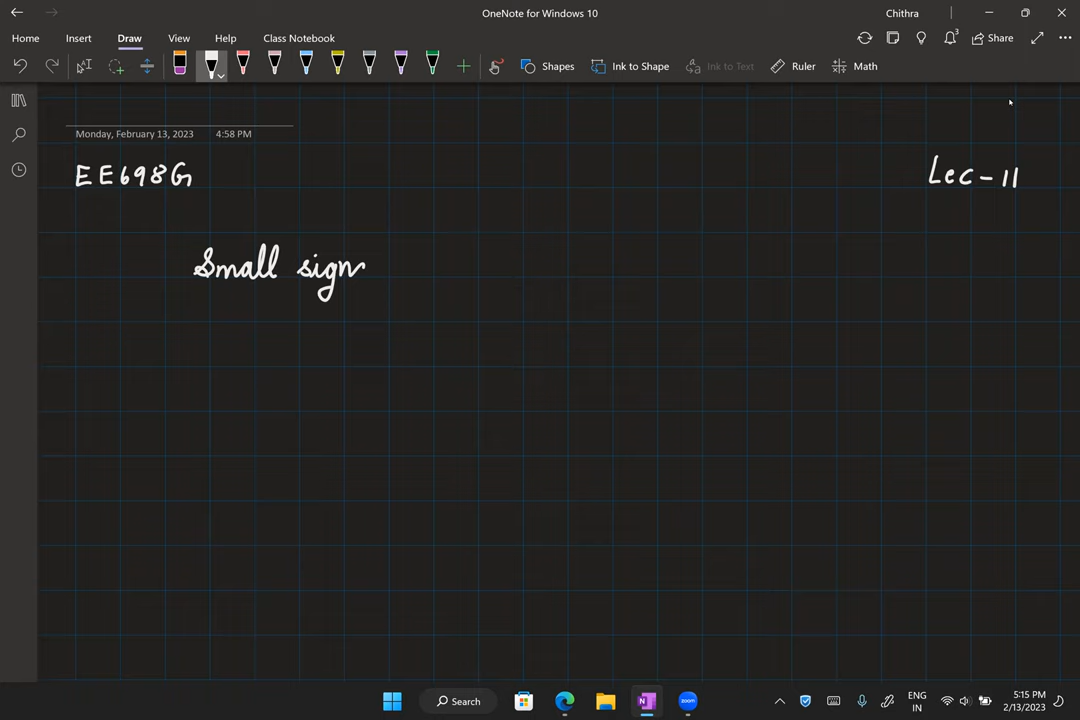 OneNote for Windows 10
Chithra
Home Insert Draw View Help Class Notebook
3 Share
Shapes Ink to Shape Ink to Text Ruler Math
Monday, February 13, 2023 4:58 PM
EE698G
Lec-11
Small sign
Search
N
zoom
ENG
IN
5:15 PM
2/13/2023